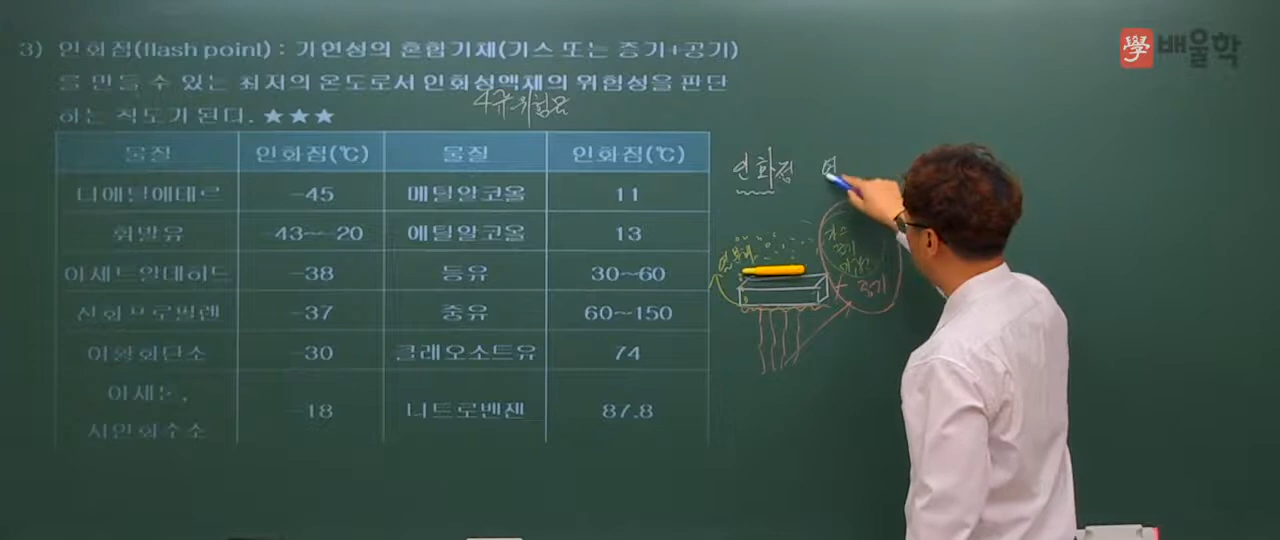 學 배울학
3) 인화점(flash point) : 가연성의 혼합기체(가스 또는 증기+공기)
를 만들 수 있는 최저의 온도로서 인화성액체의 위험성을 판단
하는 척도가 된다. ★★★
4류위험물
물질 인화점(℃) 물질 인화점(℃)
디에틸에테르 -45 메틸알코올 11
휘발유 -43~-20 에틸알코올 13
아세트알데히드 -38 등유 30~60
산화프로필렌 -37 중유 60~150
이황화탄소 -30 클레오소트유 74
아세톤,
시안화수소 -18 니트로벤젠 87.8
인화점
가스
증기
+ 공기